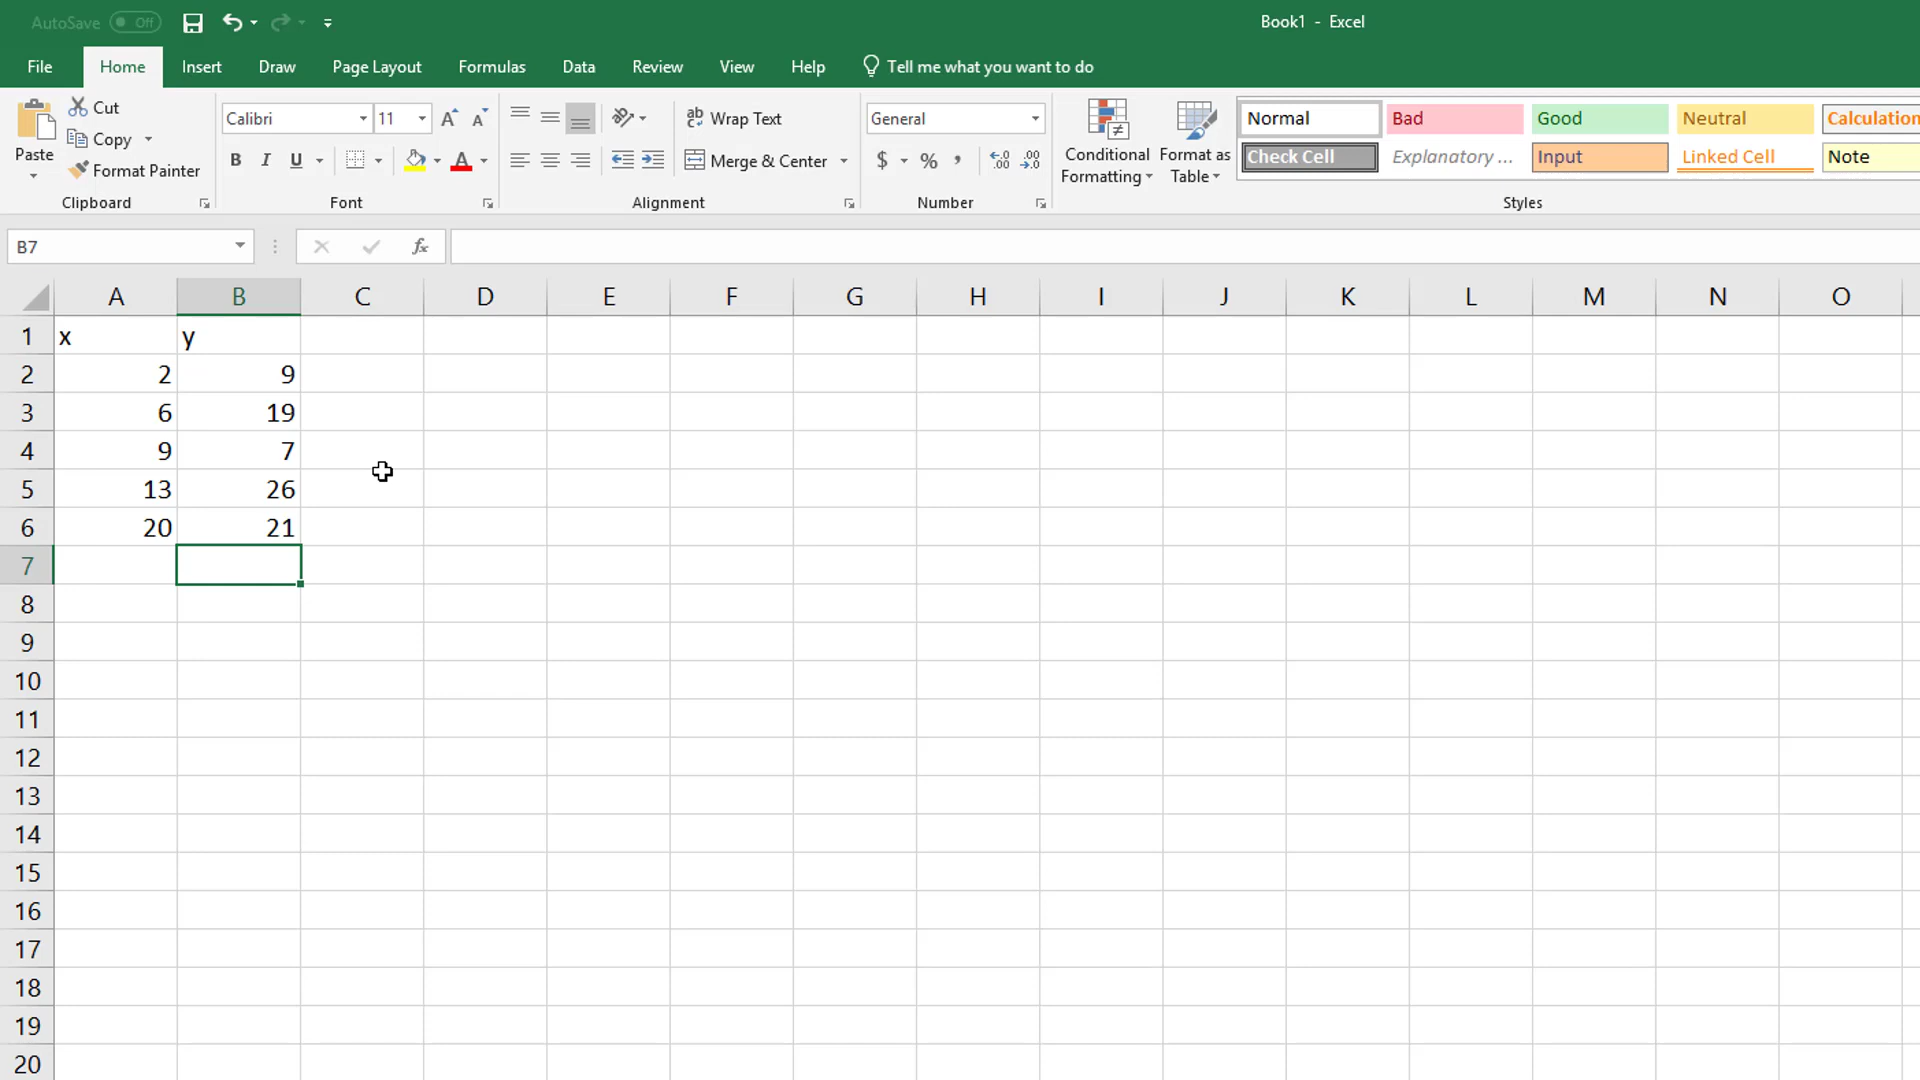 AutoSave Off
Book1 - Excel
File Home Insert Draw Page Layout Formulas Data Review View Help Tell me what you want to do
Paste
Cut
Copy
Format Painter
Clipboard
Calibri 11
B I U
Font
Wrap Text
Merge & Center
Alignment
General
$ % ,
Number
Conditional Formatting
Format as Table
Normal Bad Good Neutral Calculation
Check Cell Explanatory ... Input Linked Cell Note
Styles
B7 fx
A B C D E F G H I J K L M N O
1 x y
2 2 9
3 6 19
4 9 7
5 13 26
6 20 21
7
8
9
10
11
12
13
14
15
16
17
18
19
20